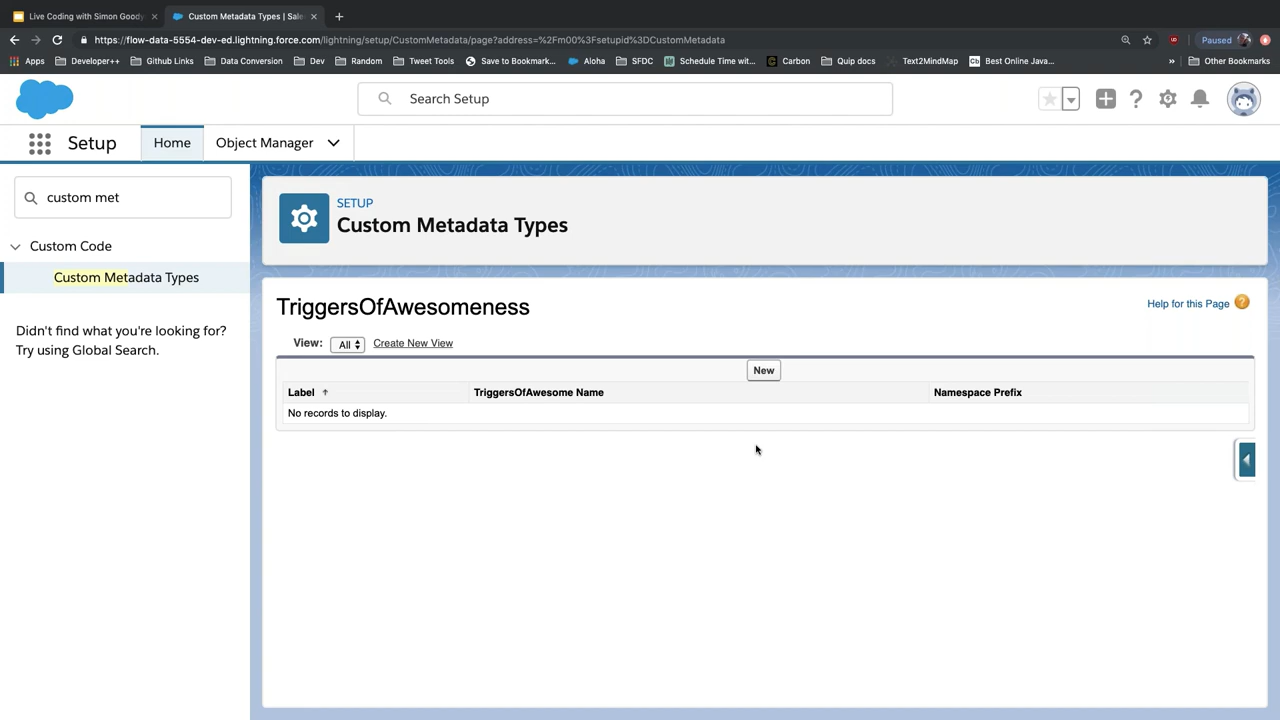 Live Coding with Simon Goody
Custom Metadata Types | Sale
https://flow-data-5554-dev-ed.lightning.force.com/lightning/setup/CustomMetadata/page?address=%2Fm00%3Fsetupid%3DCustomMetadata
Paused
Apps
Developer++
Github Links
Data Conversion
Dev
Random
Tweet Tools
Save to Bookmark...
Aloha
SFDC
Schedule Time wit...
Carbon
Quip docs
Text2MindMap
Cb Best Online Java...
»
Other Bookmarks
Search Setup
Setup
Home
Object Manager
custom met
Custom Code
Custom Metadata Types
Didn't find what you're looking for?
Try using Global Search.
SETUP
Custom Metadata Types
TriggersOfAwesomeness
Help for this Page ?
View: All Create New View
New
Label ↑ TriggersOfAwesome Name Namespace Prefix
No records to display.